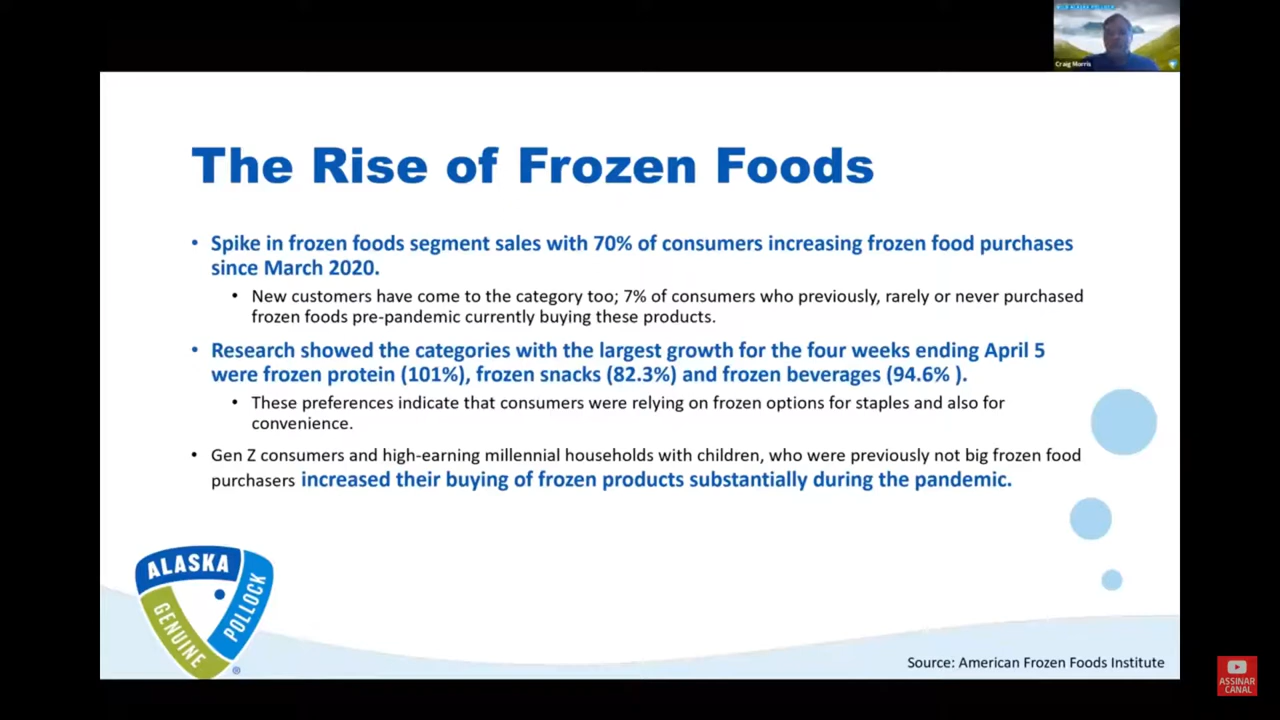 WILD ALASKA POLLOCK
Craig Morris
The Rise of Frozen Foods
• Spike in frozen foods segment sales with 70% of consumers increasing frozen food purchases
since March 2020.
• New customers have come to the category too; 7% of consumers who previously, rarely or never purchased
frozen foods pre-pandemic currently buying these products.
• Research showed the categories with the largest growth for the four weeks ending April 5
were frozen protein (101%), frozen snacks (82.3%) and frozen beverages (94.6% ).
• These preferences indicate that consumers were relying on frozen options for staples and also for
convenience.
• Gen Z consumers and high-earning millennial households with children, who were previously not big frozen food
purchasers increased their buying of frozen products substantially during the pandemic.
ALASKA
POLLOCK
GENUINE
®
Source: American Frozen Foods Institute
ASSINAR
CANAL